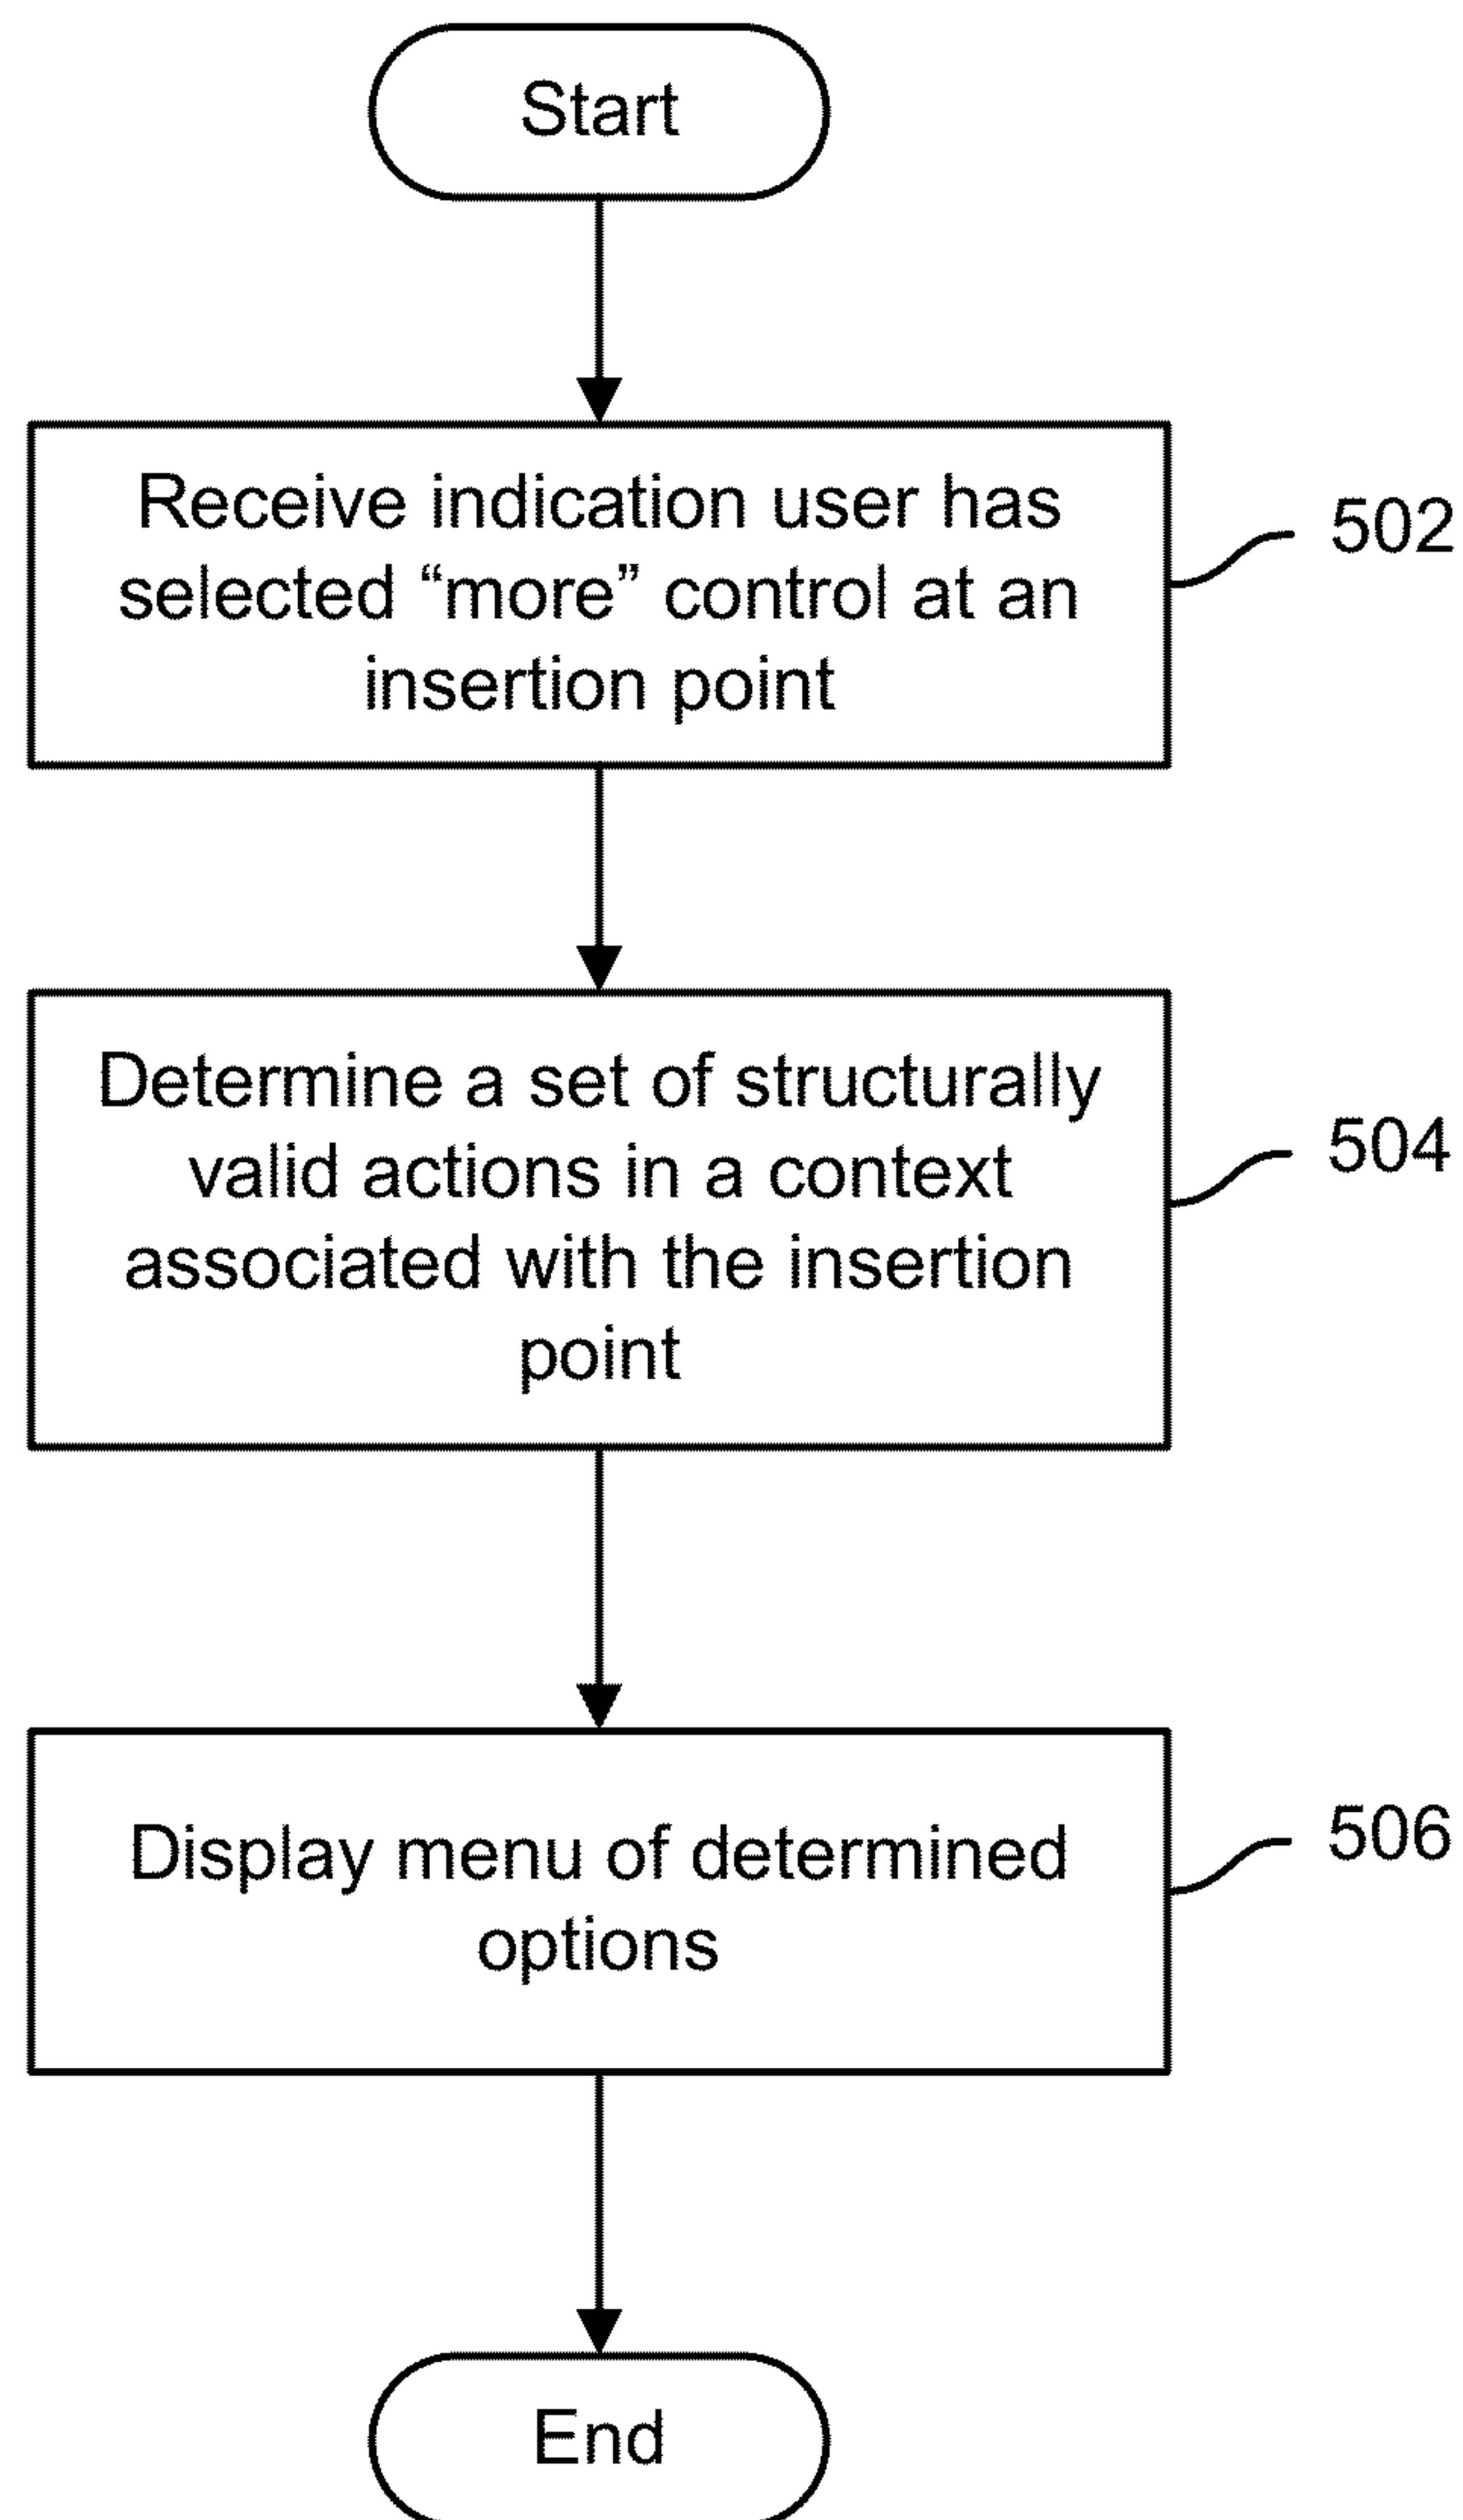 Start
Receive indication user has
selected “more” control at an
insertion point
502
Determine a set of structurally
valid actions in a context
associated with the insertion
point
504
Display menu of determined
options
506
End